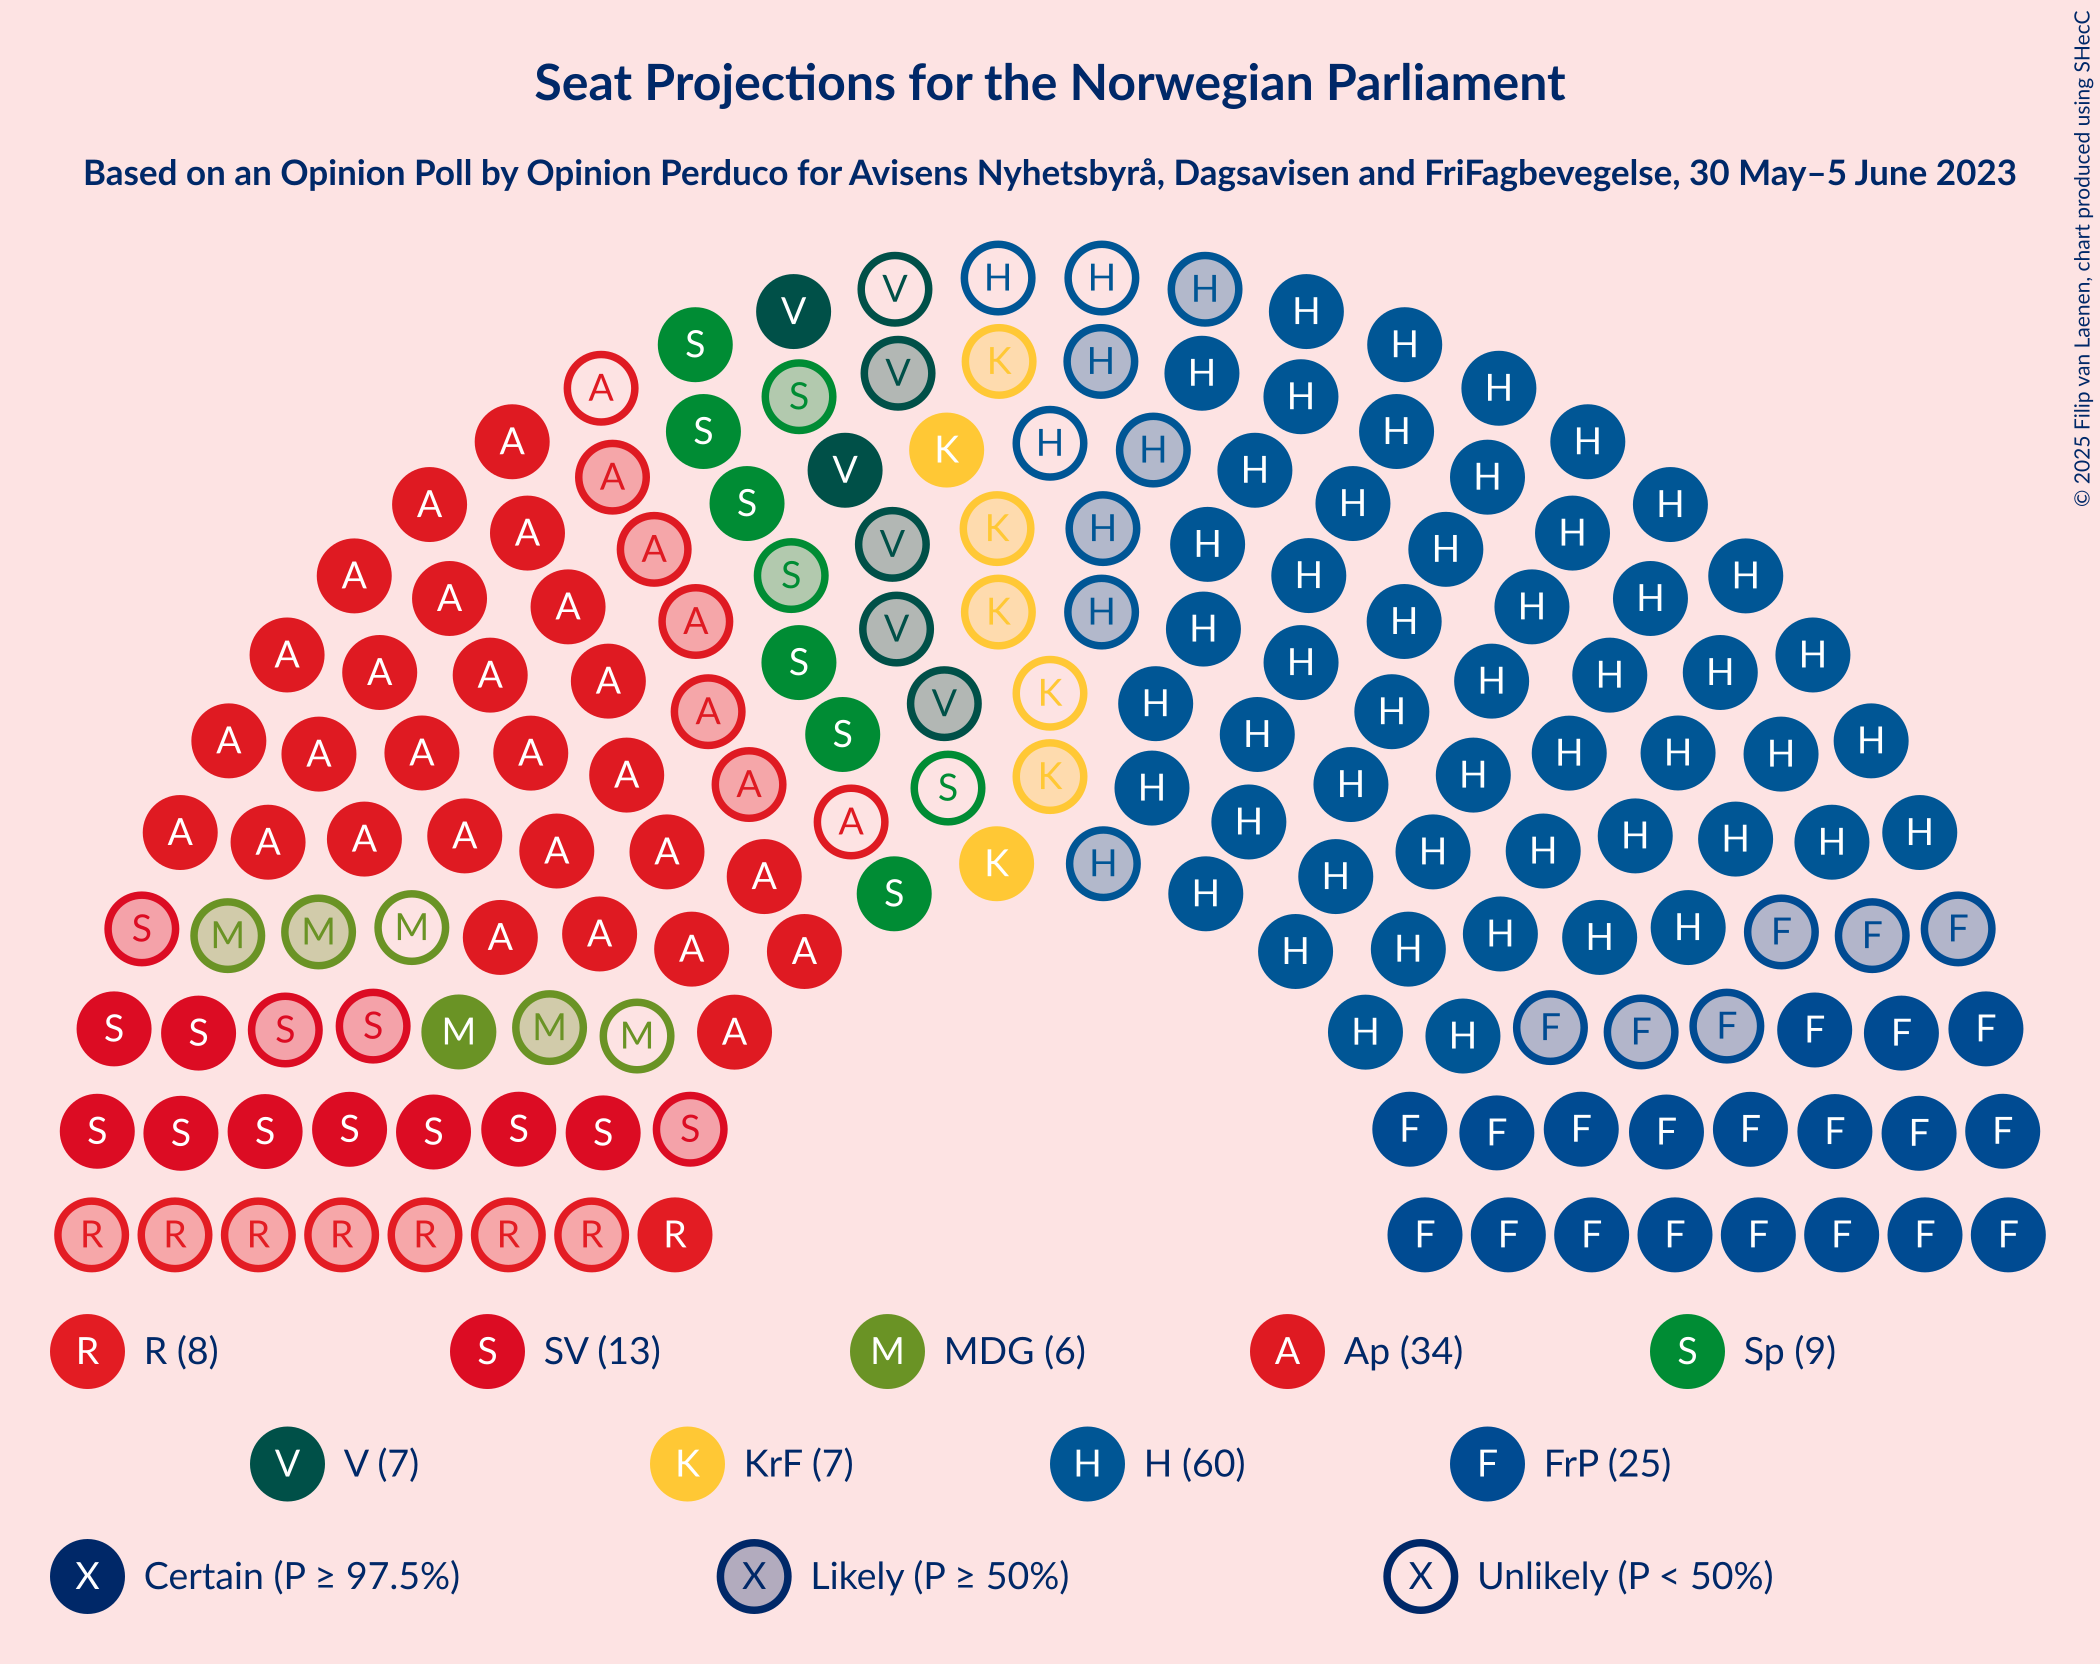 Seat Projections for the Norwegian Parliament
Based on an Opinion Poll by Opinion Perduco for Avisens Nyhetsbyrå, Dagsavisen and FriFagbevegelse, 30 May–5 June 2023
© 2025 Filip van Laenen, chart produced using SHecC
H H
V H
V H
S H
K H
V H
A H
S H
S H
A H H
K H
V H
A H
A S H H
A K H H
A V H H
A S H H
A A H H
K H
A H
V H
A S H H
A A A H H H
K
A V H H
A S H H
A A A H H H
A K H
A S H H
A A H H
A A A H H H
A A H H
K H
A H
S H
S M M M A A H H H F F F
A A H H
S S S S M M M A H H F F F F F F
S S S S S S S S F F F F F F F F
R R R R R R R R F F F F F F F F
R R (8) S SV (13) M MDG (6) A Ap (34) S Sp (9)
V V (7) K KrF (7) H H (60) F FrP (25)
X Certain (P ≥ 97.5%) X Likely (P ≥ 50%) X Unlikely (P < 50%)